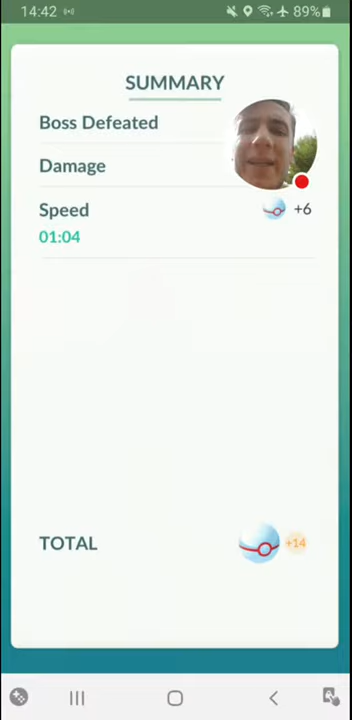 14:42
89%
SUMMARY
Boss Defeated
Damage
Speed
+6
01:04
TOTAL
+14